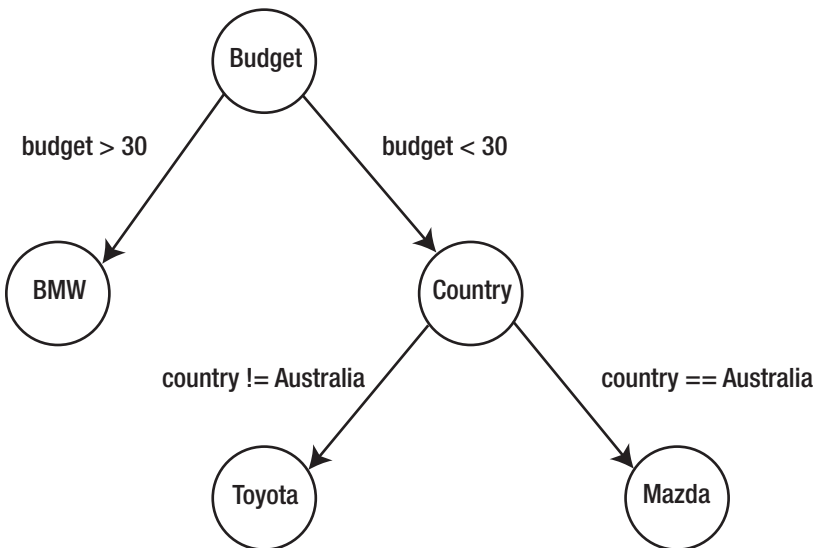 Budget
budget > 30
budget < 30
BMW
Country
country != Australia
country == Australia
Toyota
Mazda